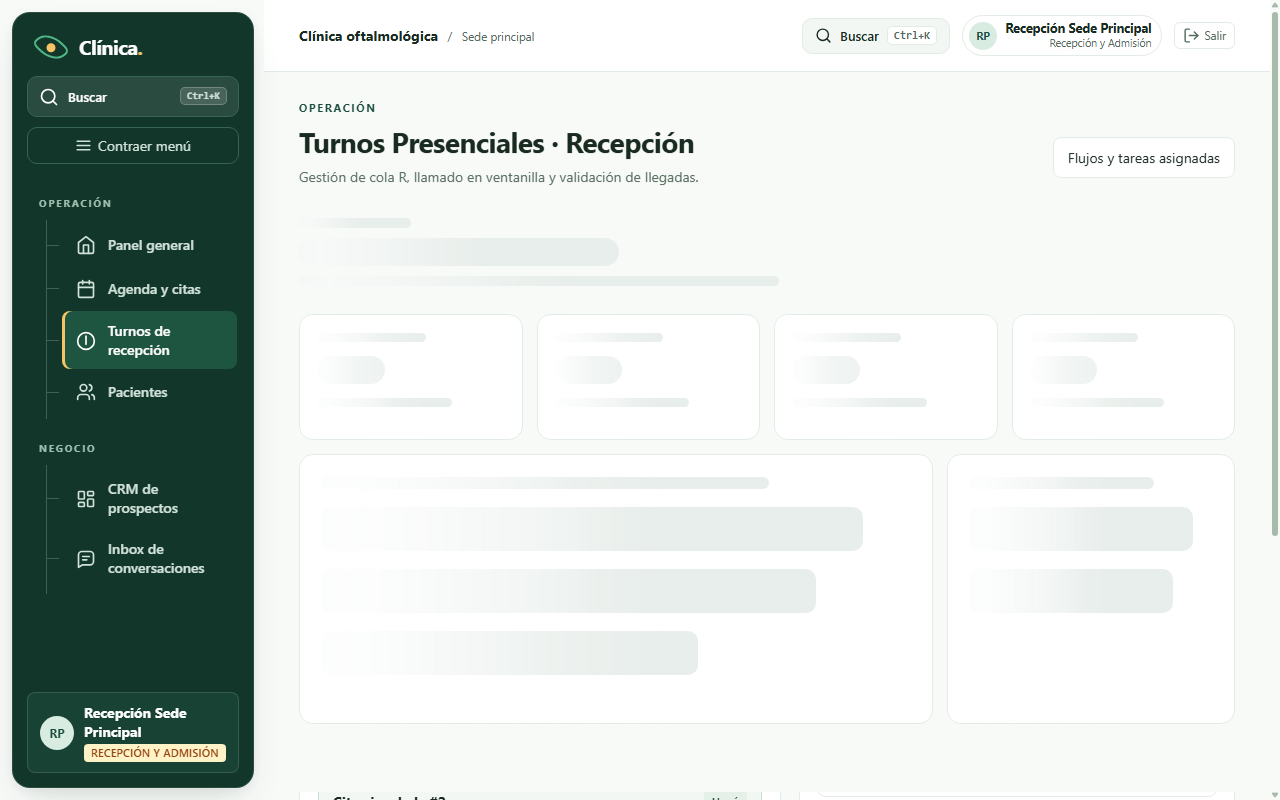 Clínica.
Buscar Ctrl+K
Contraer menú
OPERACIÓN
Panel general
Agenda y citas
Turnos de
recepción
Pacientes
NEGOCIO
CRM de
prospectos
Inbox de
conversaciones
RP
Recepción Sede
Principal
RECEPCIÓN Y ADMISIÓN
Clínica oftalmológica / Sede principal
Buscar Ctrl+K
RP
Recepción Sede Principal
Recepción y Admisión
Salir
OPERACIÓN
Turnos Presenciales · Recepción
Gestión de cola R, llamado en ventanilla y validación de llegadas.
Flujos y tareas asignadas